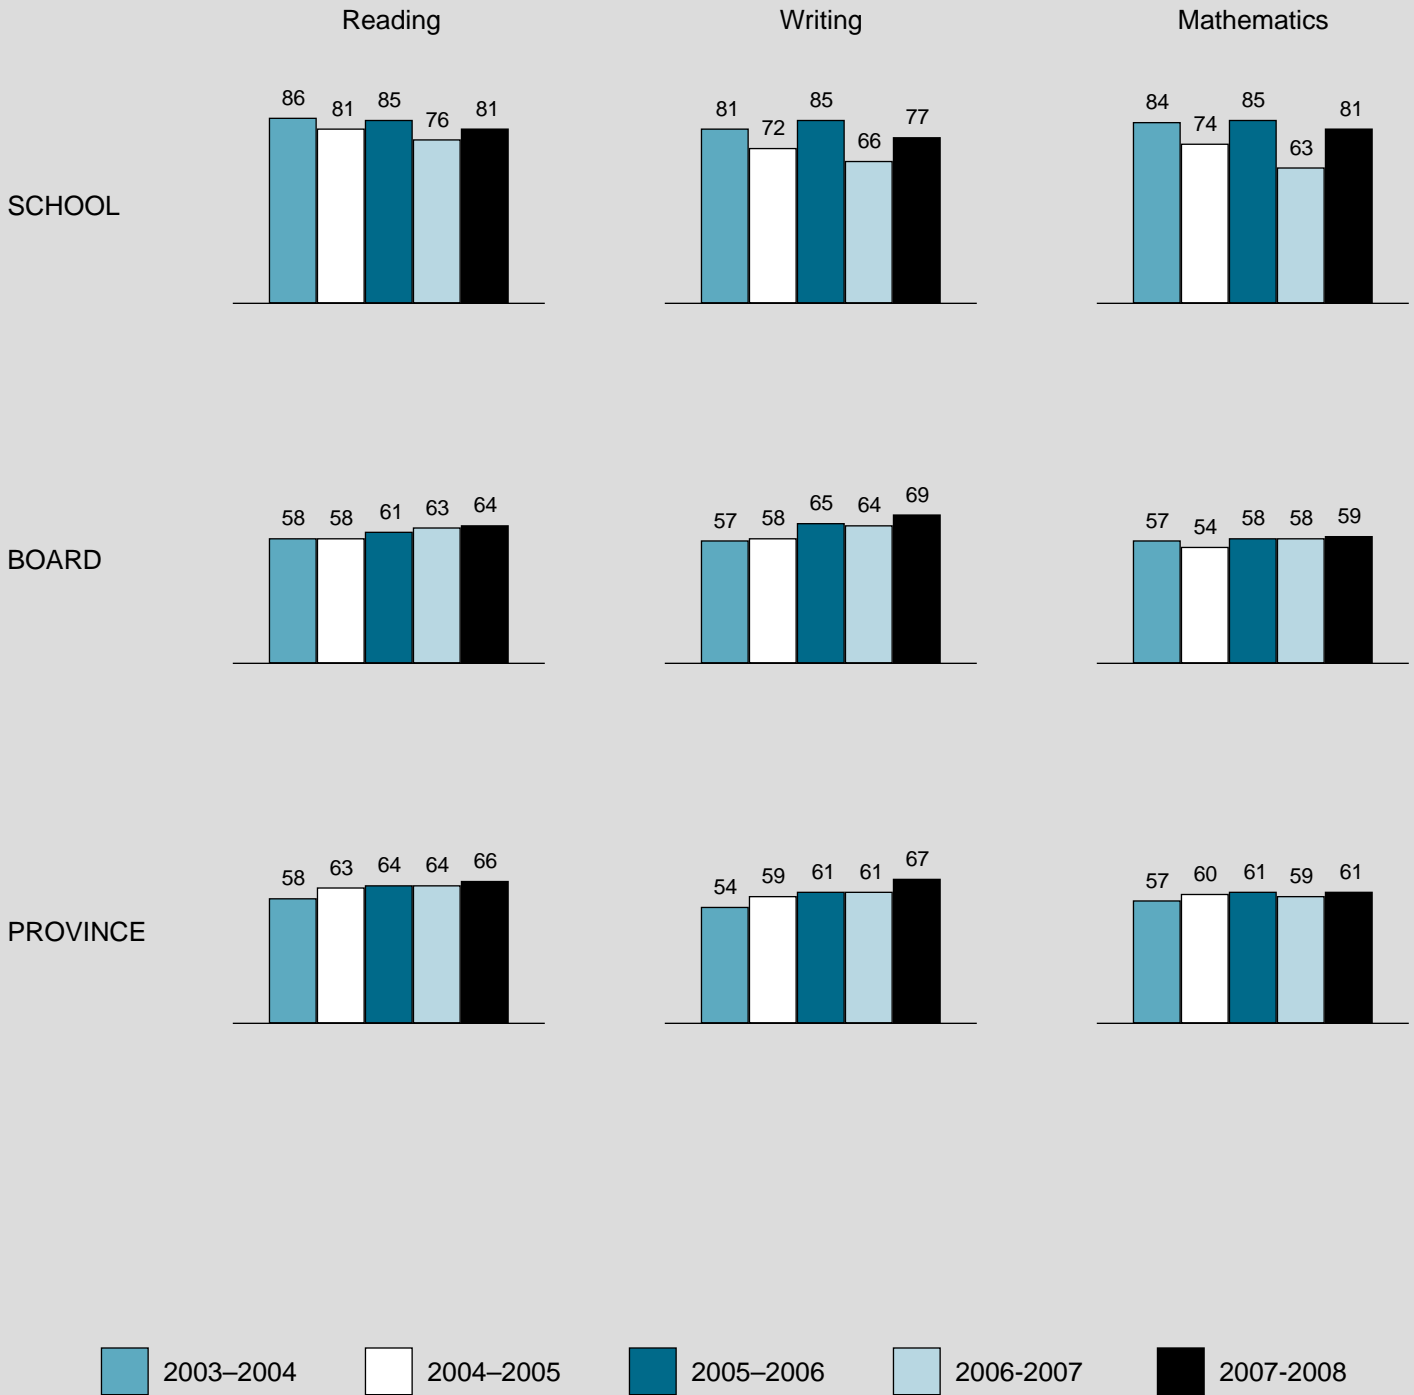 Reading Writing Mathematics
86 81 85 76 81 81 72 85 66 77 84 74 85 63 81
SCHOOL
58 58 61 63 64 57 58 65 64 69 57 54 58 58 59
BOARD
58 63 64 64 66 54 59 61 61 67 57 60 61 59 61
PROVINCE
2003–2004 2004–2005 2005–2006 2006-2007 2007-2008